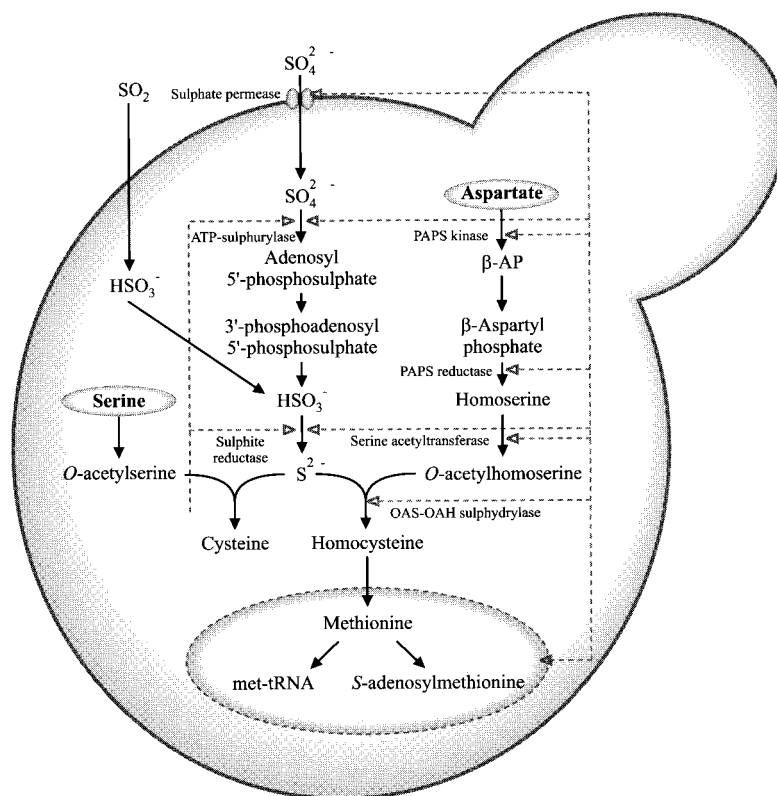 SO₄²⁻
SO₂
Sulphate permease
SO₄²⁻
Aspartate
ATP-sulphurylase
PAPS kinase
Adenosyl
5'-phosphosulphate
β-AP
HSO₃⁻
3'-phosphoadenosyl
5'-phosphosulphate
β-Aspartyl
phosphate
PAPS reductase
Serine
HSO₃⁻
Homoserine
Sulphite
reductase
Serine acetyltransferase
O-acetylserine
S²⁻
O-acetylhomoserine
OAS-OAH sulphydrylase
Cysteine
Homocysteine
Methionine
met-tRNA
S-adenosylmethionine